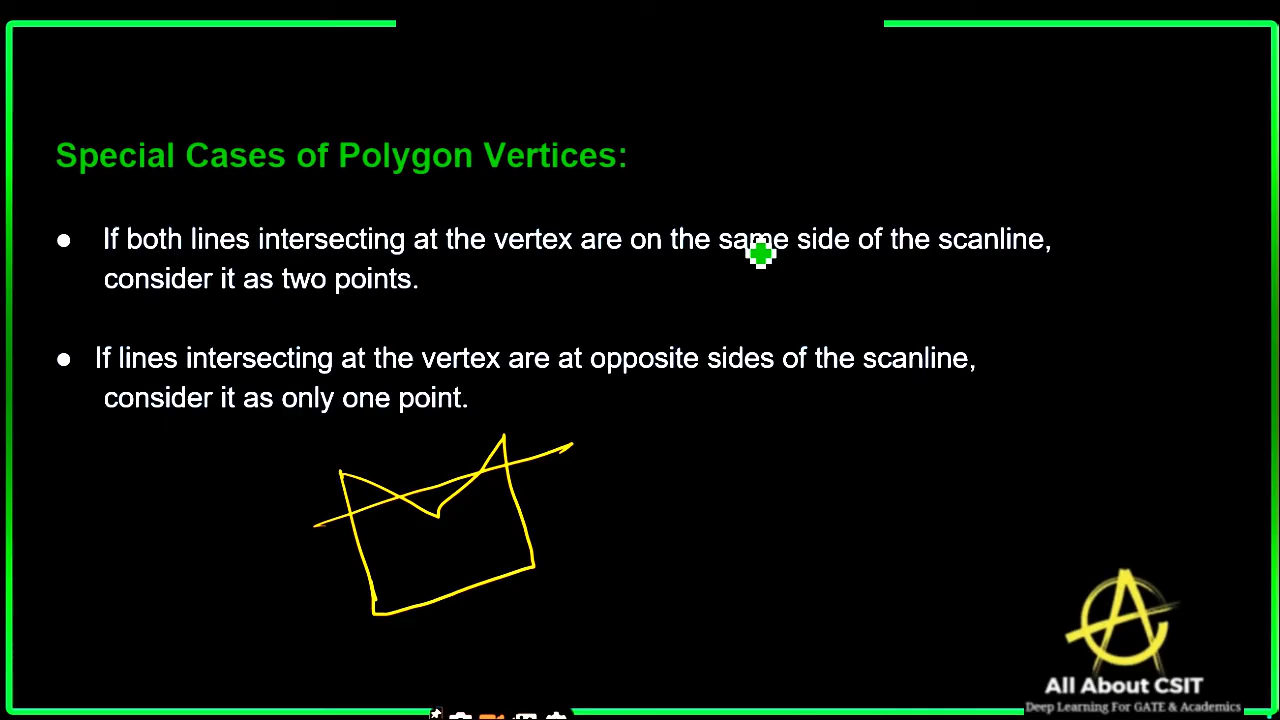 Special Cases of Polygon Vertices:
● If both lines intersecting at the vertex are on the same side of the scanline,
consider it as two points.
● If lines intersecting at the vertex are at opposite sides of the scanline,
consider it as only one point.
All About CSIT
Deep Learning For GATE & Academics